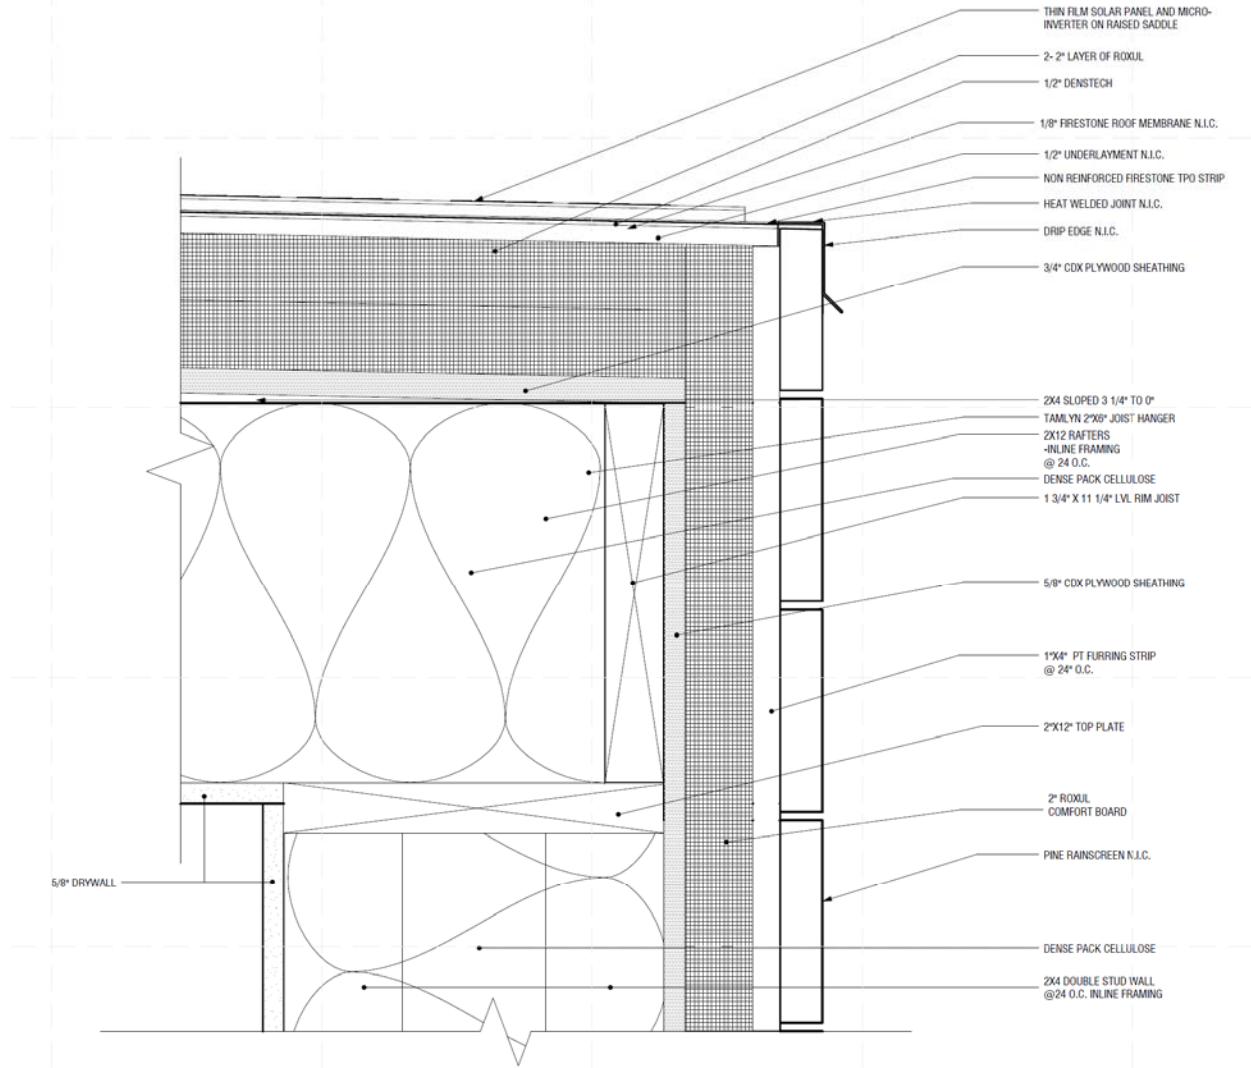 THIN FILM SOLAR PANEL AND MICRO-
INVERTER ON RAISED SADDLE
2- 2" LAYER OF ROXUL
1/2" DENSTECH
1/8" FIRESTONE ROOF MEMBRANE N.I.C.
1/2" UNDERLAYMENT N.I.C.
NON REINFORCED FIRESTONE TPO STRIP
HEAT WELDED JOINT N.I.C.
DRIP EDGE N.I.C.
3/4" CDX PLYWOOD SHEATHING
2X4 SLOPED 3 1/4" TO 0"
TAMLYN 2"X6" JOIST HANGER
2X12 RAFTERS
-INLINE FRAMING
@ 24 O.C.
DENSE PACK CELLULOSE
1 3/4" X 11 1/4" LVL RIM JOIST
5/8" CDX PLYWOOD SHEATHING
1"X4" PT FURRING STRIP
@ 24" O.C.
2"X12" TOP PLATE
2" ROXUL
COMFORT BOARD
PINE RAINSCREEN N.I.C.
5/8" DRYWALL
DENSE PACK CELLULOSE
2X4 DOUBLE STUD WALL
@24 O.C. INLINE FRAMING